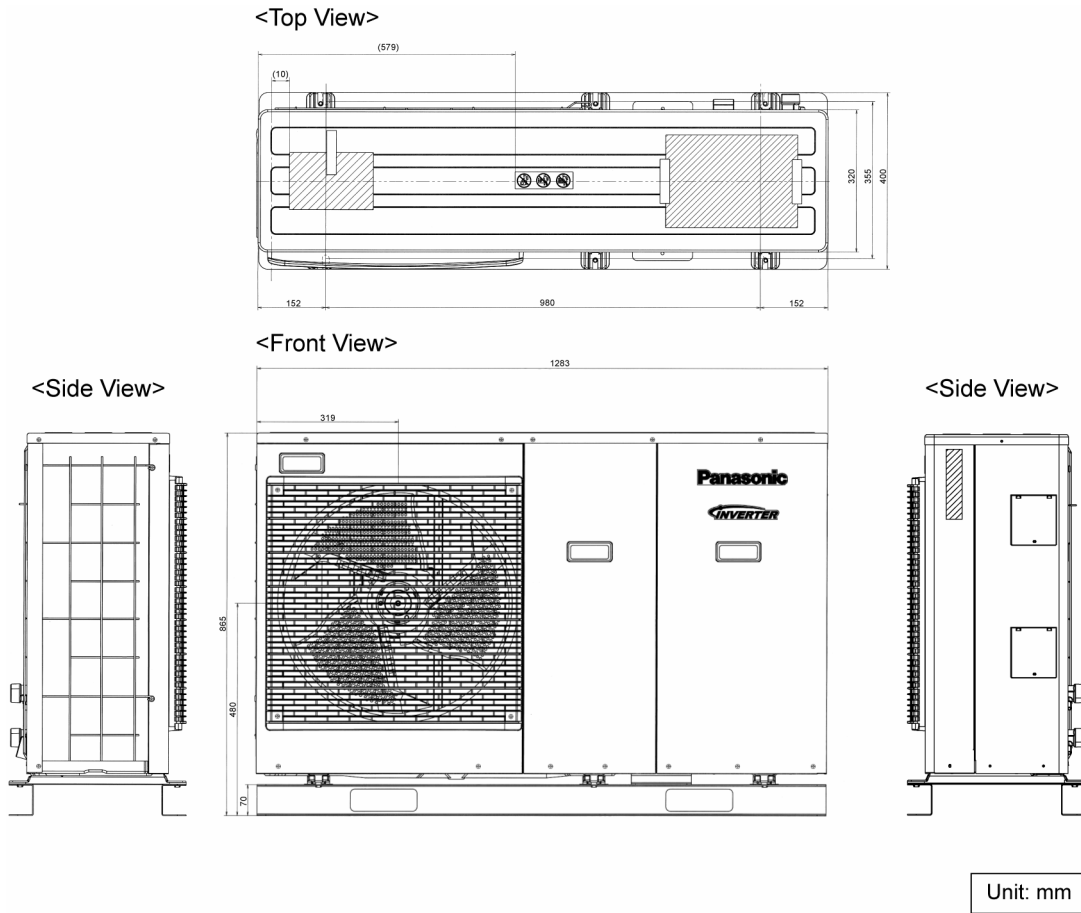 <Top View>
(579)
(10)
320
355
400
152
980
152
<Front View>
1283
<Side View>
<Side View>
319
Panasonic
INVERTER
865
480
70
Unit: mm